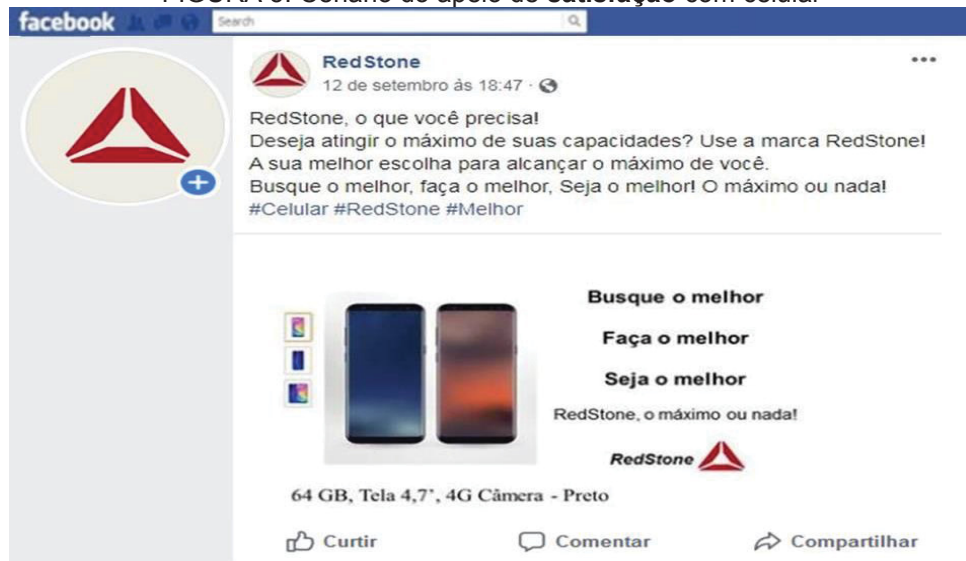 facebook
Search
RedStone
12 de setembro às 18:47 ·
RedStone, o que você precisa!
Deseja atingir o máximo de suas capacidades? Use a marca RedStone!
A sua melhor escolha para alcançar o máximo de você.
Busque o melhor, faça o melhor, Seja o melhor! O máximo ou nada!
#Celular #RedStone #Melhor
Busque o melhor
Faça o melhor
Seja o melhor
RedStone, o máximo ou nada!
RedStone
64 GB, Tela 4,7’, 4G Câmera - Preto
Curtir
Comentar
Compartilhar